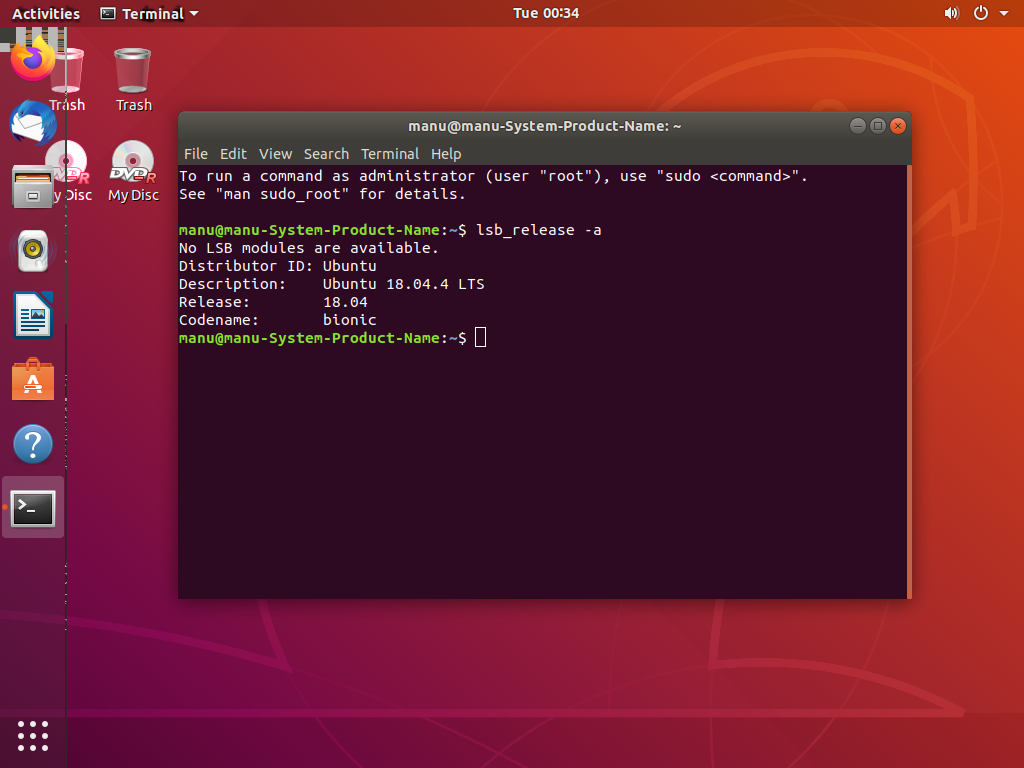 Activities Terminal Tue 00:34
Trash Trash
y Disc My Disc
manu@manu-System-Product-Name: ~
File Edit View Search Terminal Help
To run a command as administrator (user "root"), use "sudo <command>".
See "man sudo_root" for details.
manu@manu-System-Product-Name:~$ lsb_release -a
No LSB modules are available.
Distributor ID: Ubuntu
Description:    Ubuntu 18.04.4 LTS
Release:        18.04
Codename:       bionic
manu@manu-System-Product-Name:~$